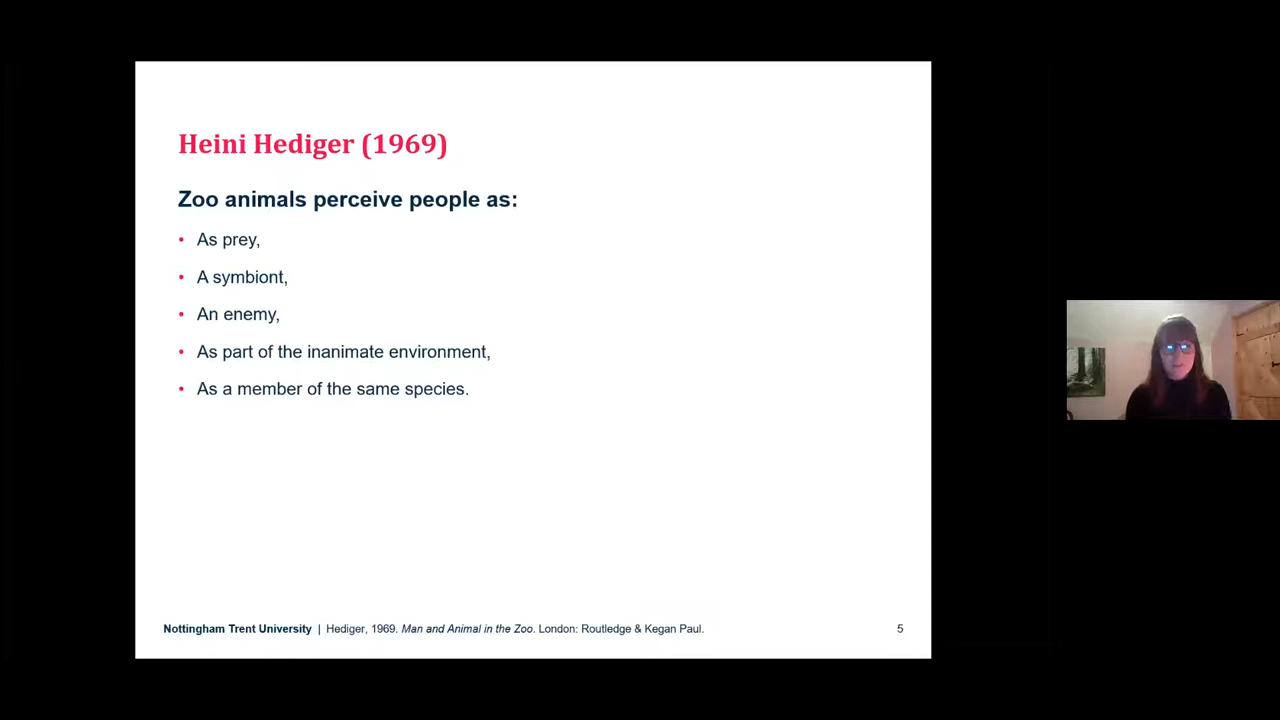 Heini Hediger (1969)
Zoo animals perceive people as:
• As prey,
• A symbiont,
• An enemy,
• As part of the inanimate environment,
• As a member of the same species.
Nottingham Trent University | Hediger, 1969. Man and Animal in the Zoo. London: Routledge & Kegan Paul. 5